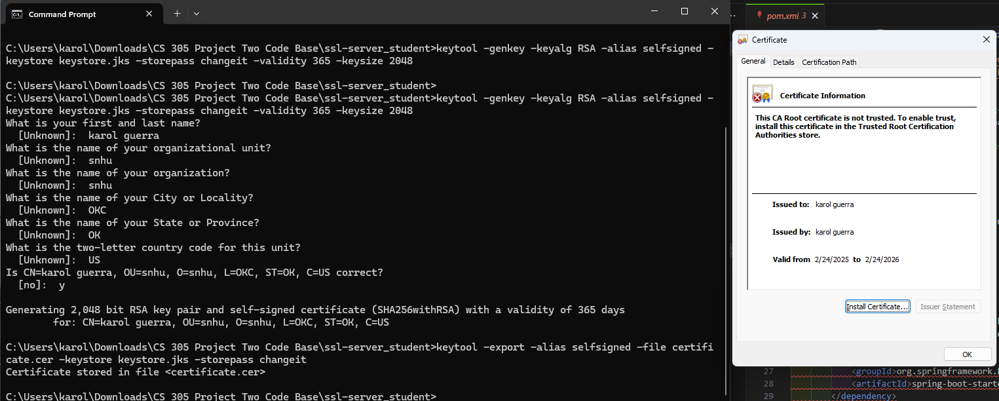 Command Prompt
C:\Users\karol\Downloads\CS 305 Project Two Code Base\ssl-server_student>keytool -genkey -keyalg RSA -alias selfsigned -
keystore keystore.jks -storepass changeit -validity 365 -keysize 2048
C:\Users\karol\Downloads\CS 305 Project Two Code Base\ssl-server_student>
C:\Users\karol\Downloads\CS 305 Project Two Code Base\ssl-server_student>keytool -genkey -keyalg RSA -alias selfsigned -
keystore keystore.jks -storepass changeit -validity 365 -keysize 2048
What is your first and last name?
[Unknown]:  karol guerra
What is the name of your organizational unit?
[Unknown]:  snhu
What is the name of your organization?
[Unknown]:  snhu
What is the name of your City or Locality?
[Unknown]:  OKC
What is the name of your State or Province?
[Unknown]:  OK
What is the two-letter country code for this unit?
[Unknown]:  US
Is CN=karol guerra, OU=snhu, O=snhu, L=OKC, ST=OK, C=US correct?
[no]:  y
Generating 2,048 bit RSA key pair and self-signed certificate (SHA256withRSA) with a validity of 365 days
for: CN=karol guerra, OU=snhu, O=snhu, L=OKC, ST=OK, C=US
C:\Users\karol\Downloads\CS 305 Project Two Code Base\ssl-server_student>keytool -export -alias selfsigned -file certifi
cate.cer -keystore keystore.jks -storepass changeit
Certificate stored in file <certificate.cer>
C:\Users\karol\Downloads\CS 305 Project Two Code Base\ssl-server_student>
pom.xml 3
Certificate
General Details Certification Path
Certificate Information
This CA Root certificate is not trusted. To enable trust,
install this certificate in the Trusted Root Certification
Authorities store.
Issued to: karol guerra
Issued by: karol guerra
Valid from 2/24/2025 to 2/24/2026
Install Certificate... Issuer Statement
OK
27 <groupId>org.springframework.
28 <artifactId>spring-boot-starte
29 </dependency>